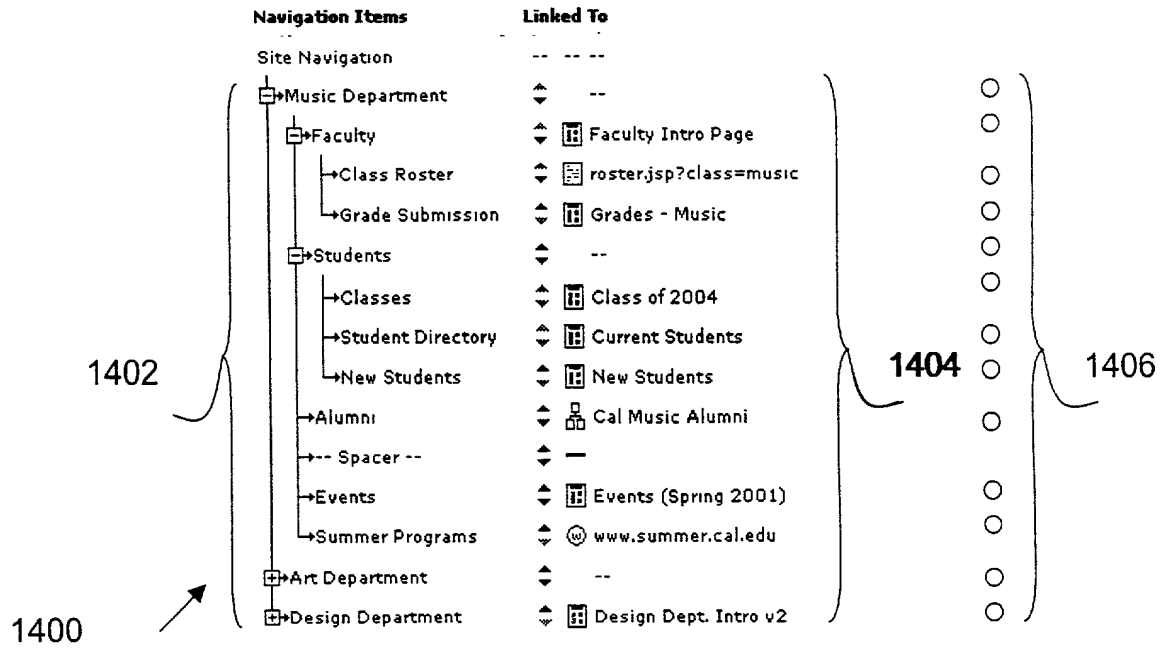 Navigation Items Linked To
Site Navigation -- -- --
Music Department --
Faculty Faculty Intro Page
Class Roster roster.jsp?class=music
Grade Submission Grades - Music
Students --
Classes Class of 2004
Student Directory Current Students
New Students New Students
1402 1404 1406
Alumni Cal Music Alumni
-- Spacer --
Events Events (Spring 2001)
Summer Programs www.summer.cal.edu
Art Department --
Design Department Design Dept. Intro v2
1400